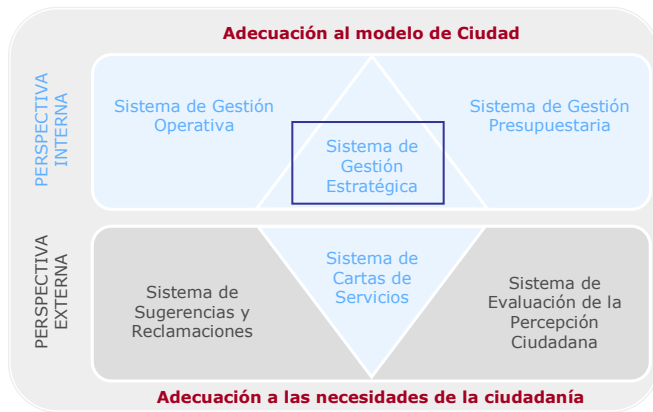 Adecuación al modelo de Ciudad
PERSPECTIVA
INTERNA
Sistema de Gestión
Operativa
Sistema de
Gestión
Estratégica
Sistema de Gestión
Presupuestaria
PERSPECTIVA
EXTERNA
Sistema de
Sugerencias y
Reclamaciones
Sistema de
Cartas de
Servicios
Sistema de
Evaluación de la
Percepción
Ciudadana
Adecuación a las necesidades de la ciudadanía